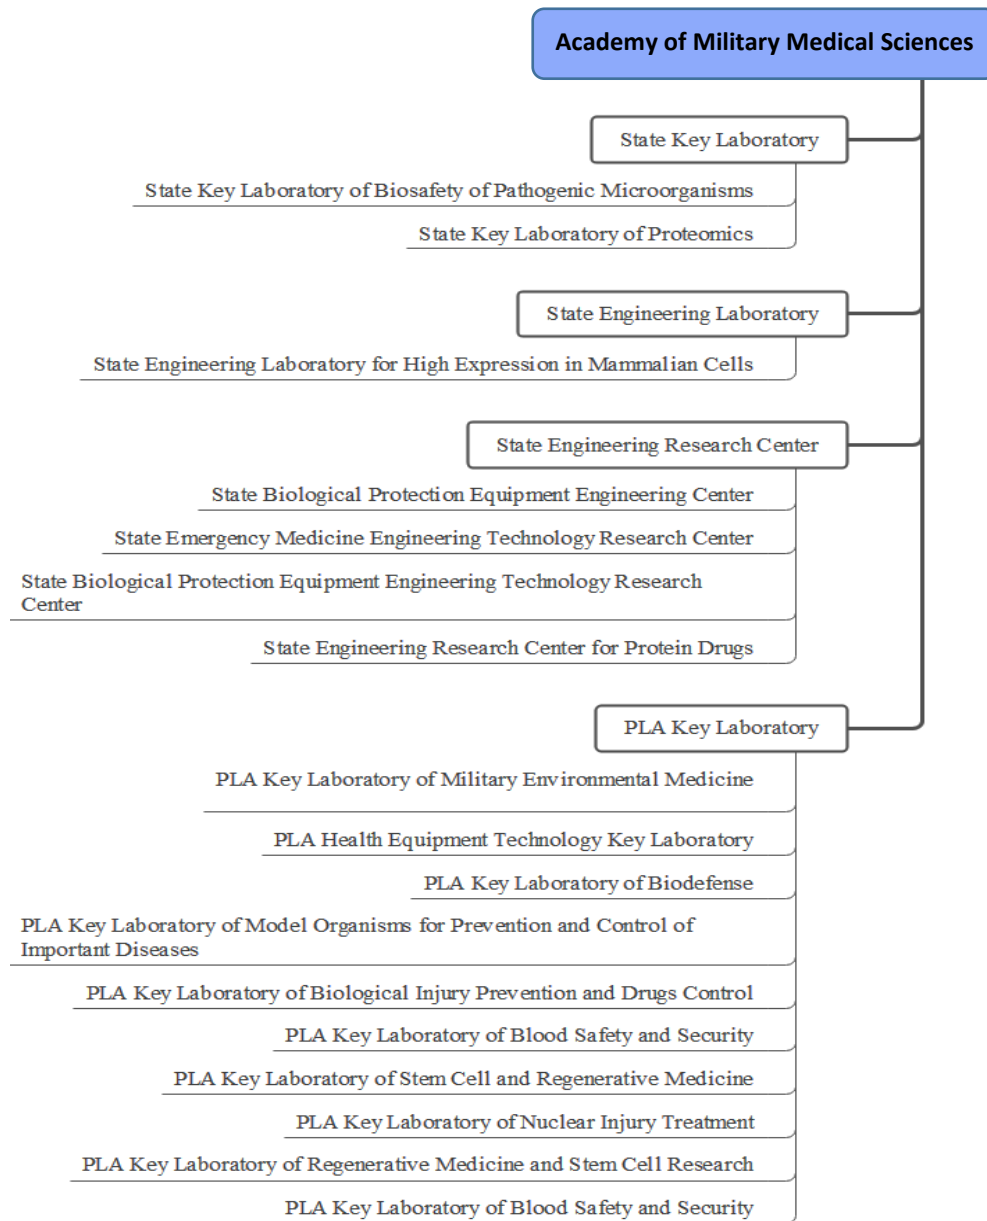 Academy of Military Medical Sciences
State Key Laboratory
State Key Laboratory of Biosafety of Pathogenic Microorganisms
State Key Laboratory of Proteomics
State Engineering Laboratory
State Engineering Laboratory for High Expression in Mammalian Cells
State Engineering Research Center
State Biological Protection Equipment Engineering Center
State Emergency Medicine Engineering Technology Research Center
State Biological Protection Equipment Engineering Technology Research
Center
State Engineering Research Center for Protein Drugs
PLA Key Laboratory
PLA Key Laboratory of Military Environmental Medicine
PLA Health Equipment Technology Key Laboratory
PLA Key Laboratory of Biodefense
PLA Key Laboratory of Model Organisms for Prevention and Control of
Important Diseases
PLA Key Laboratory of Biological Injury Prevention and Drugs Control
PLA Key Laboratory of Blood Safety and Security
PLA Key Laboratory of Stem Cell and Regenerative Medicine
PLA Key Laboratory of Nuclear Injury Treatment
PLA Key Laboratory of Regenerative Medicine and Stem Cell Research
PLA Key Laboratory of Blood Safety and Security